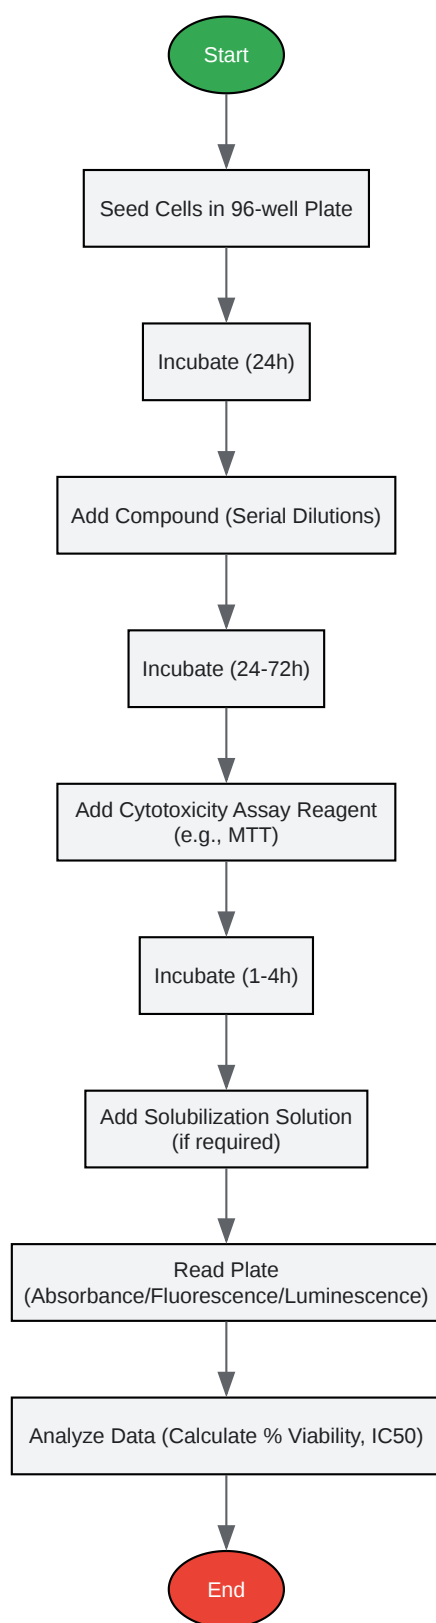 Start
Seed Cells in 96-well Plate
Incubate (24h)
Add Compound (Serial Dilutions)
Incubate (24-72h)
Add Cytotoxicity Assay Reagent
(e.g., MTT)
Incubate (1-4h)
Add Solubilization Solution
(if required)
Read Plate
(Absorbance/Fluorescence/Luminescence)
Analyze Data (Calculate % Viability, IC50)
End